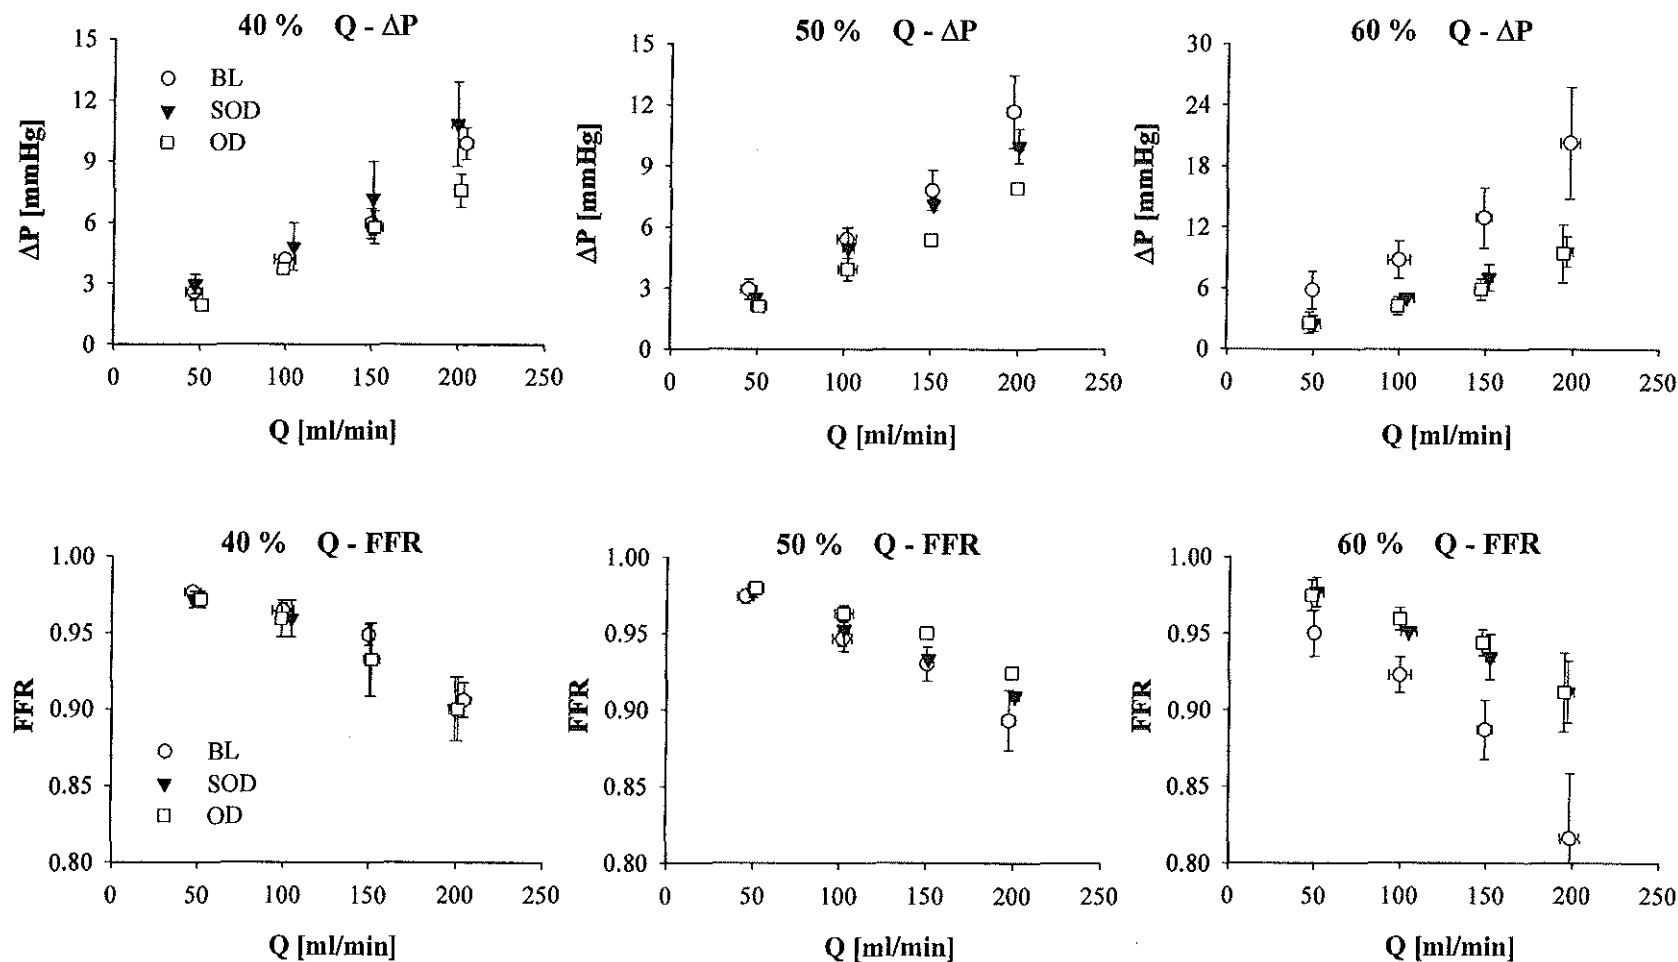 40 % Q - ΔP
15
12
9
6
3
0
ΔP [mmHg]
BL
SOD
OD
0 50 100 150 200 250
Q [ml/min]
50 % Q - ΔP
15
12
9
6
3
0
ΔP [mmHg]
0 50 100 150 200 250
Q [ml/min]
60 % Q - ΔP
30
24
18
12
6
0
ΔP [mmHg]
0 50 100 150 200 250
Q [ml/min]
40 % Q - FFR
1.00
0.95
0.90
0.85
0.80
FFR
BL
SOD
OD
0 50 100 150 200 250
Q [ml/min]
50 % Q - FFR
1.00
0.95
0.90
0.85
0.80
FFR
0 50 100 150 200 250
Q [ml/min]
60 % Q - FFR
1.00
0.95
0.90
0.85
0.80
FFR
0 50 100 150 200 250
Q [ml/min]